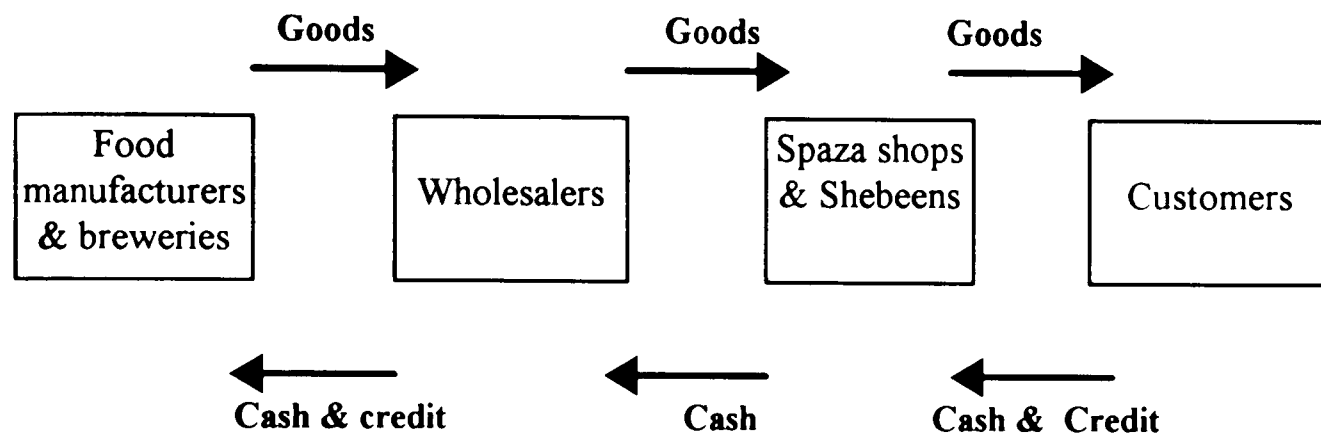 Goods
Goods
Goods
Food
manufacturers
& breweries
Wholesalers
Spaza shops
& Shebeens
Customers
Cash & credit
Cash
Cash & Credit